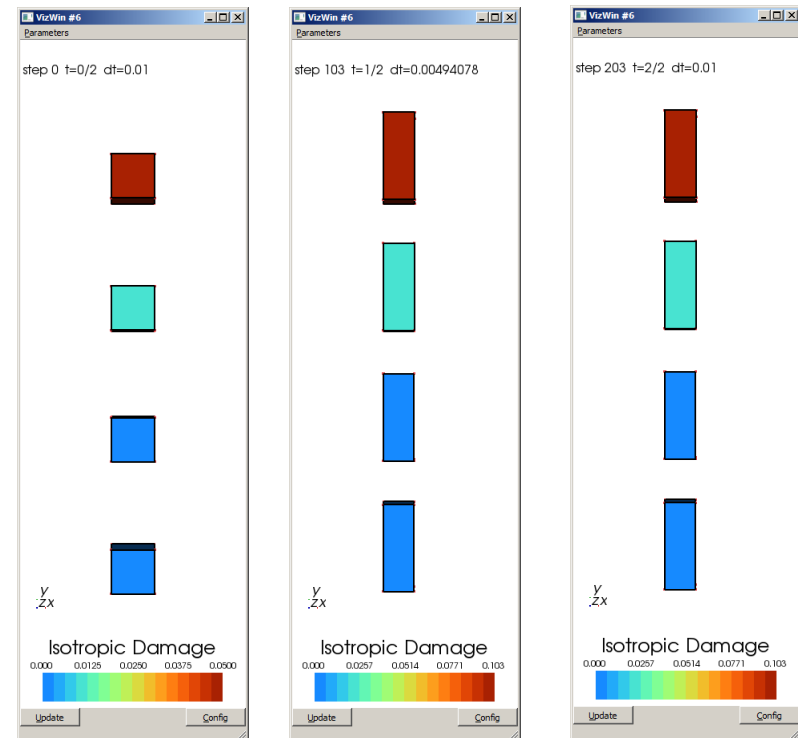 VizWin #6
Parameters
step 0 t=0/2 dt=0.01
y
z,x
Isotropic Damage
0.000 0.0125 0.0250 0.0375 0.0500
Update Config
VizWin #6
Parameters
step 103 t=1/2 dt=0.00494078
y
z,x
Isotropic Damage
0.000 0.0257 0.0514 0.0771 0.103
Update Config
VizWin #6
Parameters
step 203 t=2/2 dt=0.01
y
z,x
Isotropic Damage
0.000 0.0257 0.0514 0.0771 0.103
Update Config